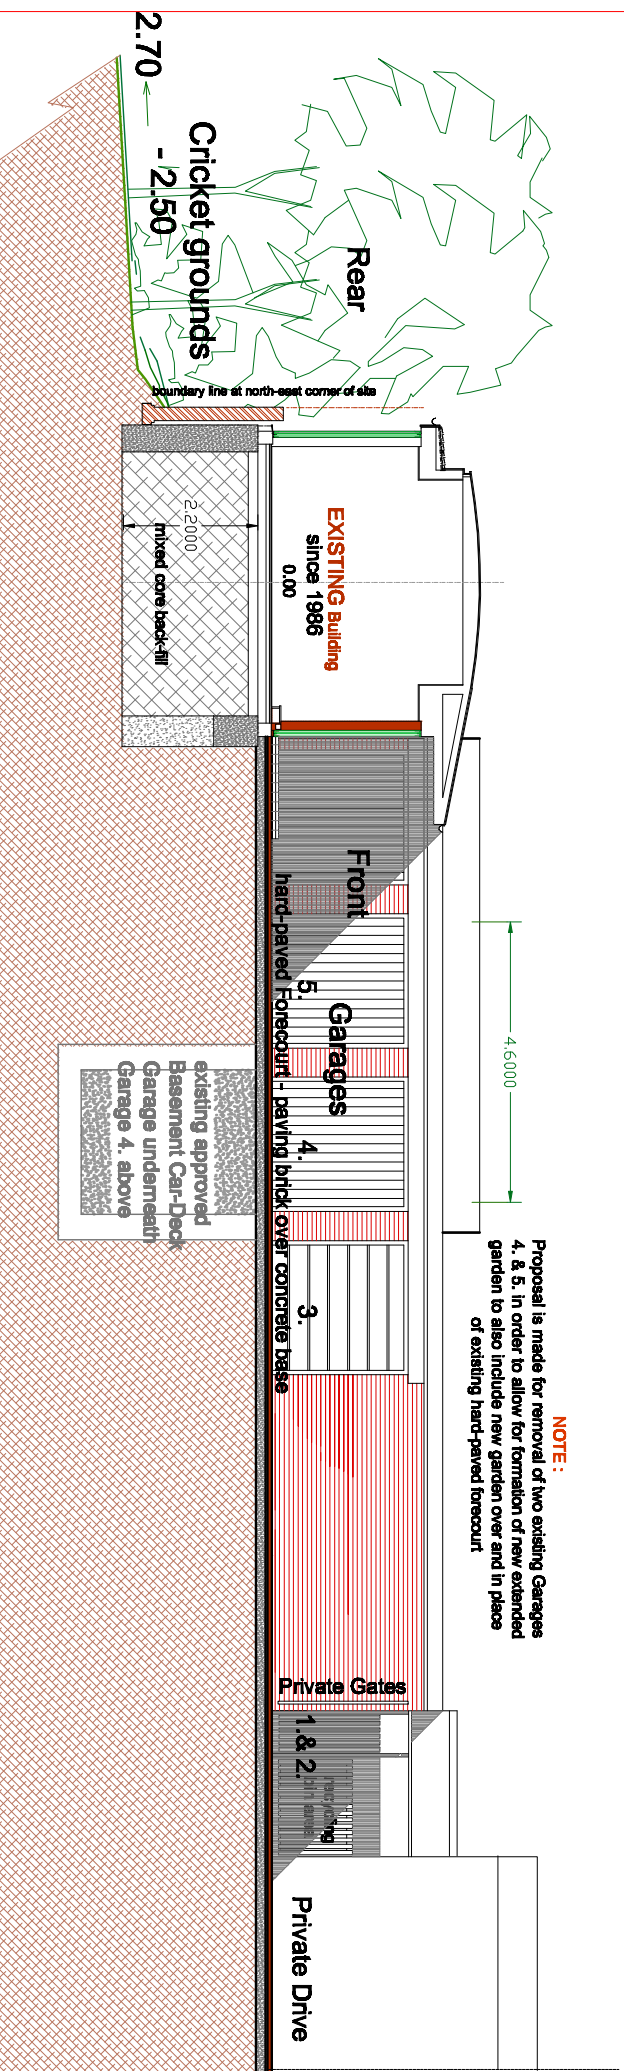 2.70
Cricket grounds
- 2.50
Rear
boundary line at north-east corner of site
EXISTING Building
since 1986
0.00
2.2000
mixed core back-fill
Front
Garages
5.
4.
3.
hard-paved Forecourt - paving brick over concrete base
4.6000
existing approved
Basement Car-Deck
Garage underneath
Garage 4. above
NOTE :
Proposal is made for removal of two existing Garages
4. & 5. in order to allow for formation of new extended
garden to also include new garden over and in place
of existing hard-paved forecourt
Private Gates
1.& 2.
recycling
bin area
Private Drive